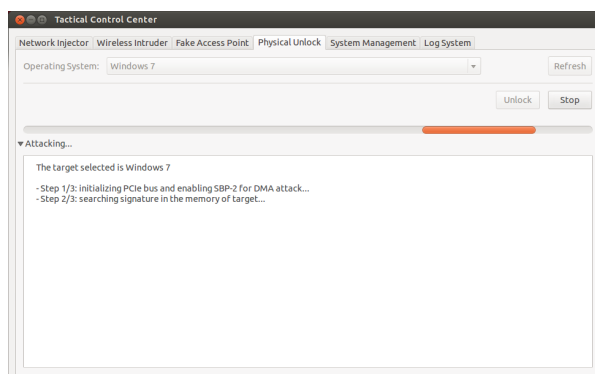 Tactical Control Center
Network Injector Wireless Intruder Fake Access Point Physical Unlock System Management Log System
Operating System: Windows 7 Refresh
Unlock Stop
Attacking...
The target selected is Windows 7
- Step 1/3: initializing PCIe bus and enabling SBP-2 for DMA attack...
- Step 2/3: searching signature in the memory of target...